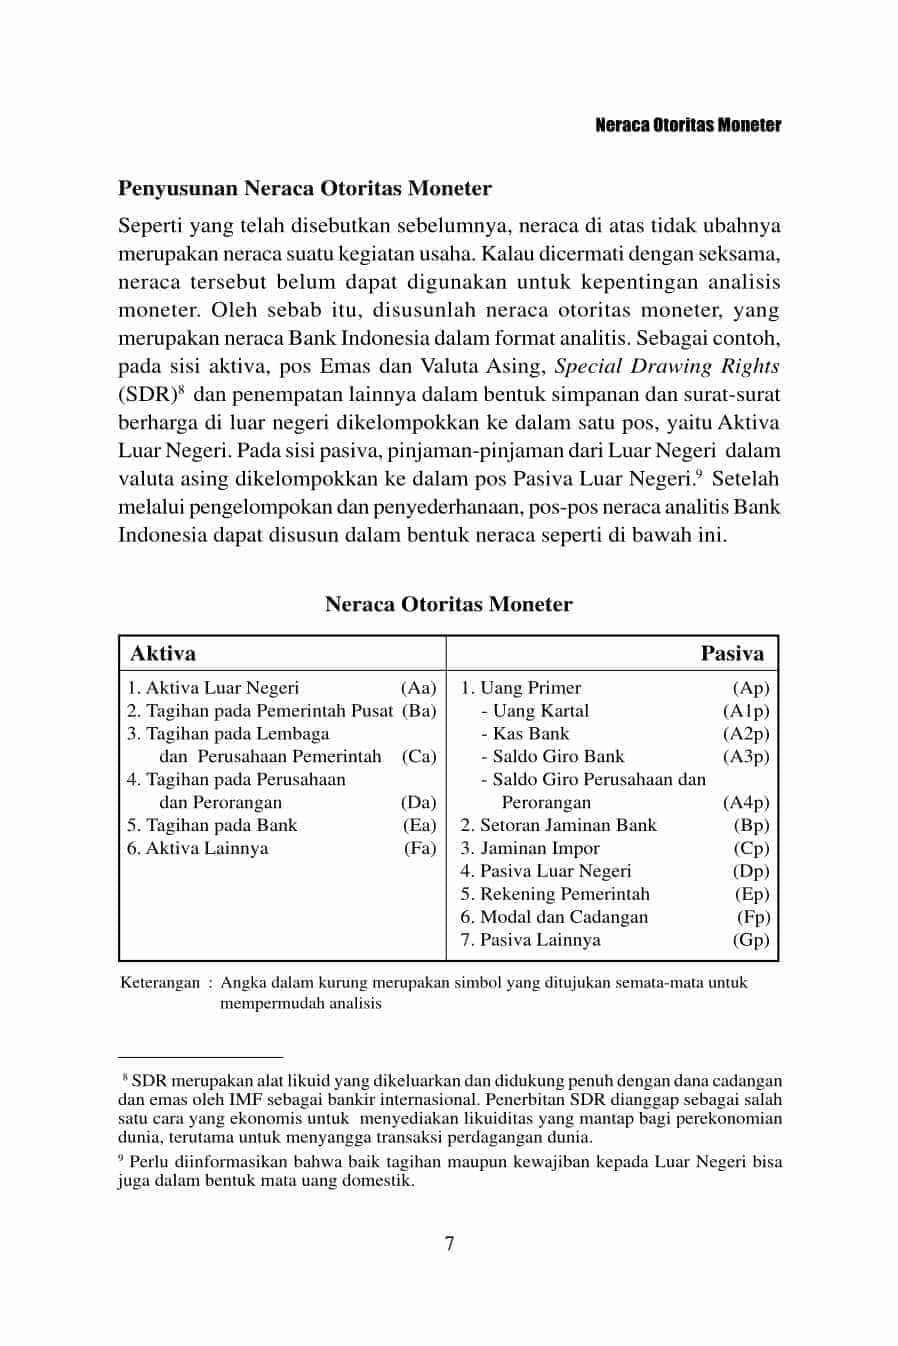 Neraca Otoritas Moneter
Penyusunan Neraca Otoritas Moneter
Seperti yang telah disebutkan sebelumnya, neraca di atas tidak ubahnya
merupakan neraca suatu kegiatan usaha. Kalau dicermati dengan seksama,
neraca tersebut belum dapat digunakan untuk kepentingan analisis
moneter. Oleh sebab itu, disusunlah neraca otoritas moneter, yang
merupakan neraca Bank Indonesia dalam format analitis. Sebagai contoh,
pada sisi aktiva, pos Emas dan Valuta Asing, Special Drawing Rights
(SDR)⁸ dan penempatan lainnya dalam bentuk simpanan dan surat-surat
berharga di luar negeri dikelompokkan ke dalam satu pos, yaitu Aktiva
Luar Negeri. Pada sisi pasiva, pinjaman-pinjaman dari Luar Negeri dalam
valuta asing dikelompokkan ke dalam pos Pasiva Luar Negeri.⁹ Setelah
melalui pengelompokan dan penyederhanaan, pos-pos neraca analitis Bank
Indonesia dapat disusun dalam bentuk neraca seperti di bawah ini.
Neraca Otoritas Moneter
Aktiva
1. Aktiva Luar Negeri (Aa)
2. Tagihan pada Pemerintah Pusat (Ba)
3. Tagihan pada Lembaga
dan Perusahaan Pemerintah (Ca)
4. Tagihan pada Perusahaan
dan Perorangan (Da)
5. Tagihan pada Bank (Ea)
6. Aktiva Lainnya (Fa)
Pasiva
1. Uang Primer (Ap)
- Uang Kartal (A1p)
- Kas Bank (A2p)
- Saldo Giro Bank (A3p)
- Saldo Giro Perusahaan dan
Perorangan (A4p)
2. Setoran Jaminan Bank (Bp)
3. Jaminan Impor (Cp)
4. Pasiva Luar Negeri (Dp)
5. Rekening Pemerintah (Ep)
6. Modal dan Cadangan (Fp)
7. Pasiva Lainnya (Gp)
Keterangan : Angka dalam kurung merupakan simbol yang ditujukan semata-mata untuk
mempermudah analisis
⁸ SDR merupakan alat likuid yang dikeluarkan dan didukung penuh dengan dana cadangan
dan emas oleh IMF sebagai bankir internasional. Penerbitan SDR dianggap sebagai salah
satu cara yang ekonomis untuk menyediakan likuiditas yang mantap bagi perekonomian
dunia, terutama untuk menyangga transaksi perdagangan dunia.
⁹ Perlu diinformasikan bahwa baik tagihan maupun kewajiban kepada Luar Negeri bisa
juga dalam bentuk mata uang domestik.
7